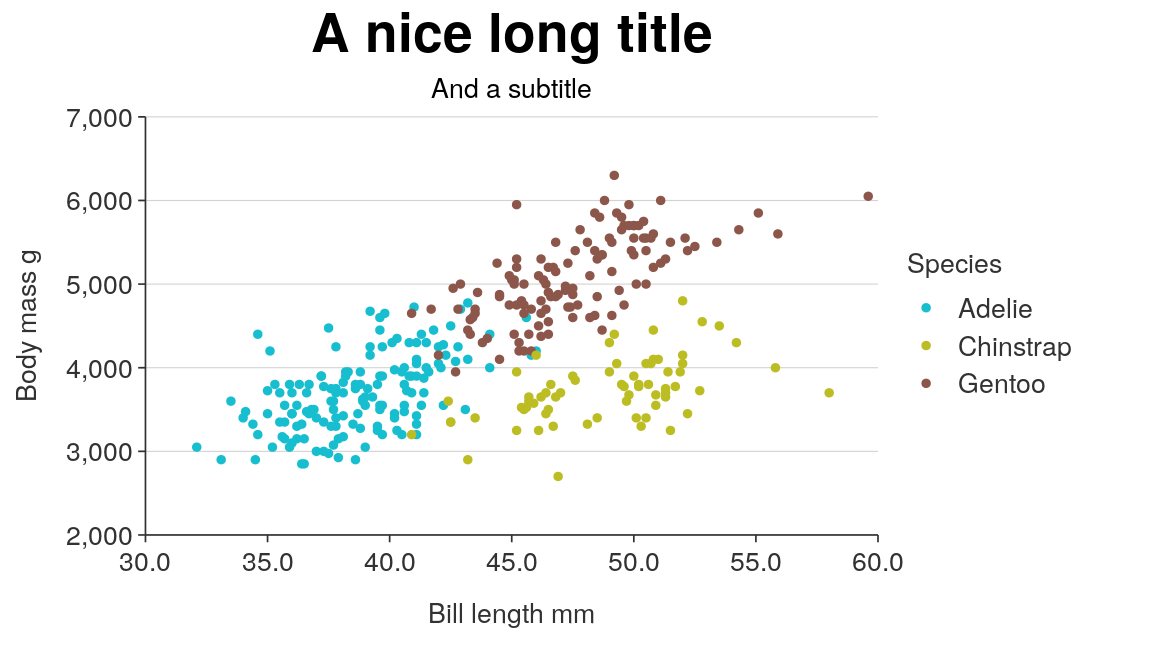 A nice long title
And a subtitle
7,000
6,000
5,000
4,000
3,000
2,000
Body mass g
30.0 35.0 40.0 45.0 50.0 55.0 60.0
Bill length mm
Species
Adelie
Chinstrap
Gentoo